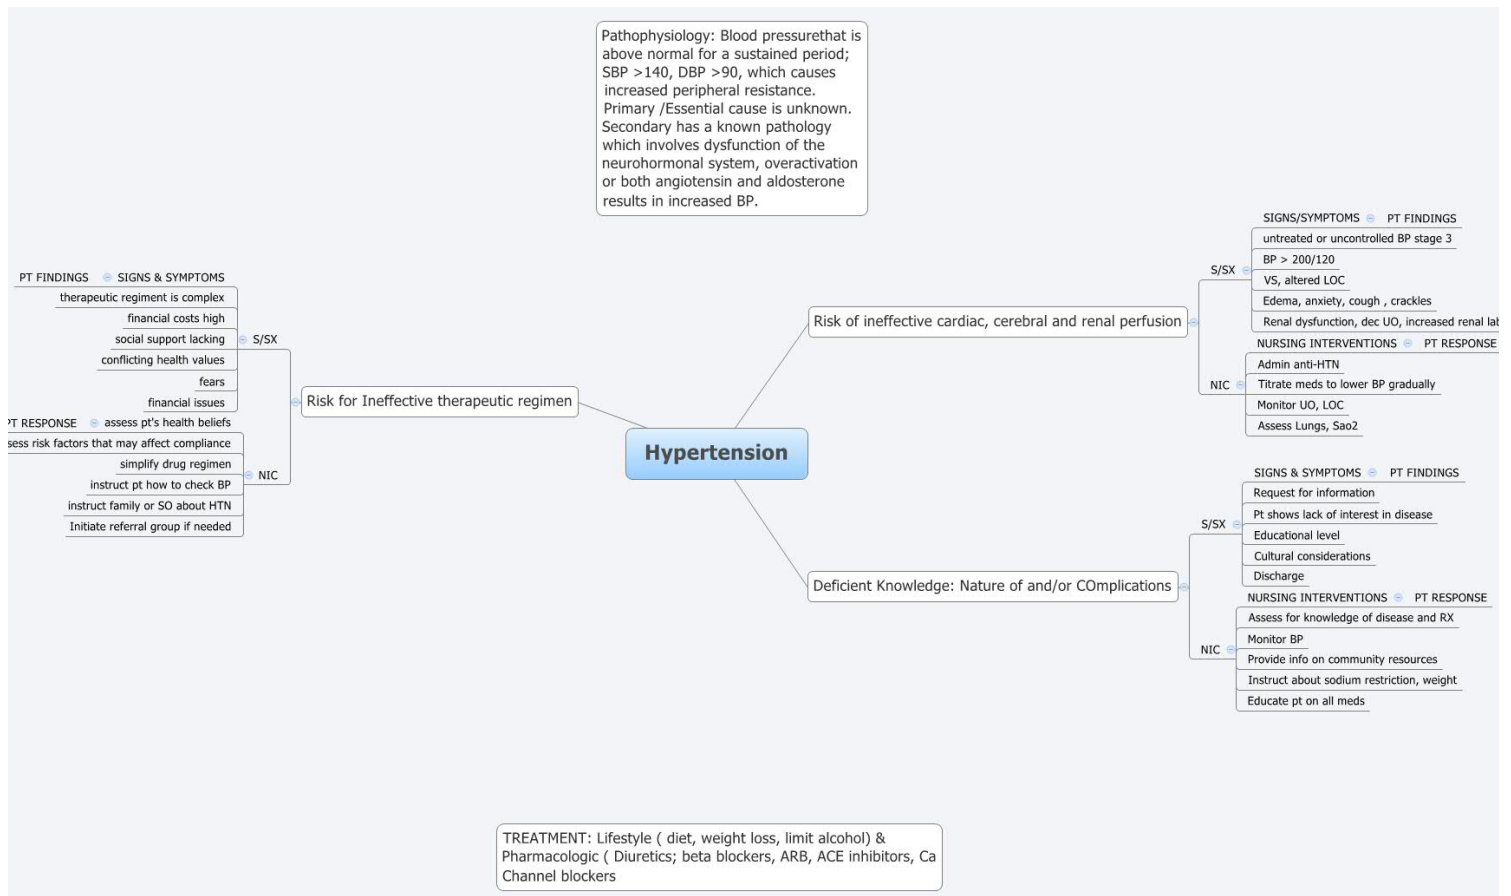 Pathophysiology: Blood pressurethat is
above normal for a sustained period;
SBP >140, DBP >90, which causes
increased peripheral resistance.
Primary /Essential cause is unknown.
Secondary has a known pathology
which involves dysfunction of the
neurohormonal system, overactivation
or both angiotensin and aldosterone
results in increased BP.
PT FINDINGS SIGNS & SYMPTOMS
therapeutic regiment is complex
financial costs high
social support lacking
S/SX
conflicting health values
fears
financial issues
Risk for Ineffective therapeutic regimen
PT RESPONSE assess pt's health beliefs
sess risk factors that may affect compliance
simplify drug regimen
NIC
instruct pt how to check BP
instruct family or SO about HTN
Initiate referral group if needed
Hypertension
Risk of ineffective cardiac, cerebral and renal perfusion
SIGNS/SYMPTOMS PT FINDINGS
untreated or uncontrolled BP stage 3
S/SX
BP > 200/120
VS, altered LOC
Edema, anxiety, cough , crackles
Renal dysfunction, dec UO, increased renal lab
NURSING INTERVENTIONS PT RESPONSE
Admin anti-HTN
NIC
Titrate meds to lower BP gradually
Monitor UO, LOC
Assess Lungs, Sao2
Deficient Knowledge: Nature of and/or COmplications
SIGNS & SYMPTOMS PT FINDINGS
Request for information
Pt shows lack of interest in disease
S/SX
Educational level
Cultural considerations
Discharge
NURSING INTERVENTIONS PT RESPONSE
Assess for knowledge of disease and RX
Monitor BP
NIC
Provide info on community resources
Instruct about sodium restriction, weight
Educate pt on all meds
TREATMENT: Lifestyle ( diet, weight loss, limit alcohol) &
Pharmacologic ( Diuretics; beta blockers, ARB, ACE inhibitors, Ca
Channel blockers